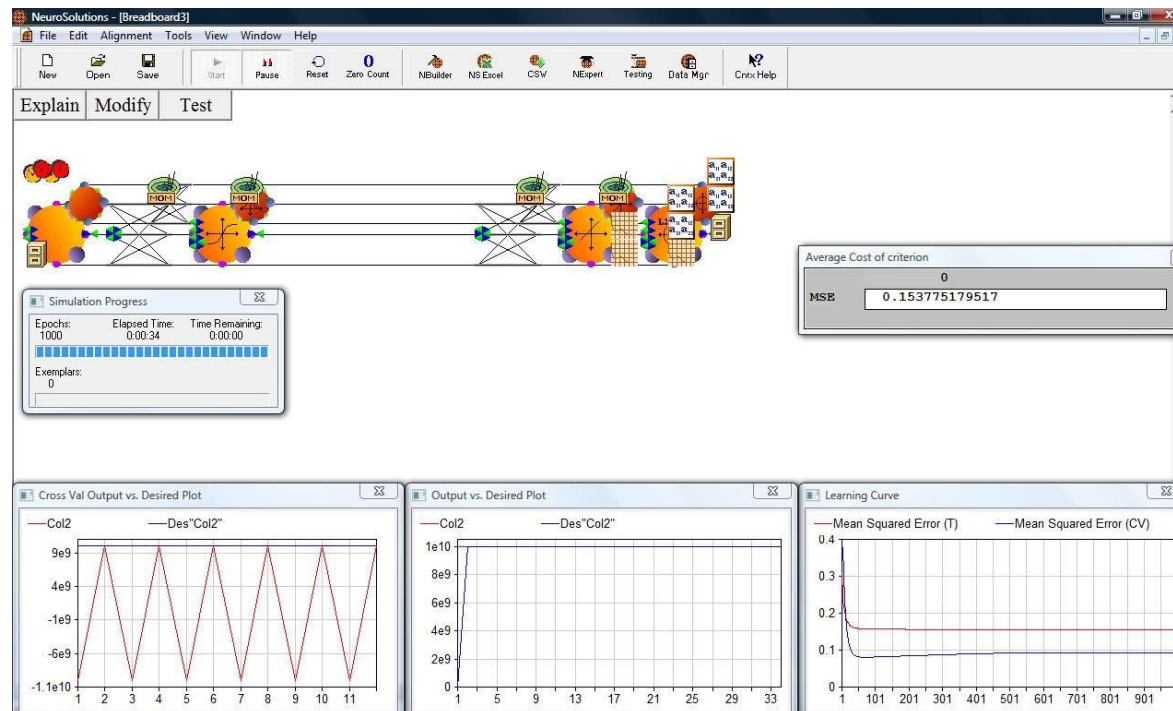 NeuroSolutions - [Breadboard3]
File Edit Alignment Tools View Window Help
New Open Save Start Pause Reset Zero Count NBuilder NS Excel CSV NExpert Testing Data Mgr Cntx Help
Explain Modify Test
MOM MOM MOM MOM
Average Cost of criterion
0
MSE 0.153775179517
Simulation Progress
Epochs: Elapsed Time: Time Remaining:
1000 0:00:34 0:00:00
Exemplars:
0
Cross Val Output vs. Desired Plot
Col2 Des"Col2"
9e9
4e9
-1e9
-6e9
-1.1e10
1 2 3 4 5 6 7 8 9 10 11
Output vs. Desired Plot
Col2 Des"Col2"
1e10
8e9
6e9
4e9
2e9
0
1 5 9 13 17 21 25 29 33
Learning Curve
Mean Squared Error (T) Mean Squared Error (CV)
0.4
0.3
0.2
0.1
0
1 101 201 301 401 501 601 701 801 901